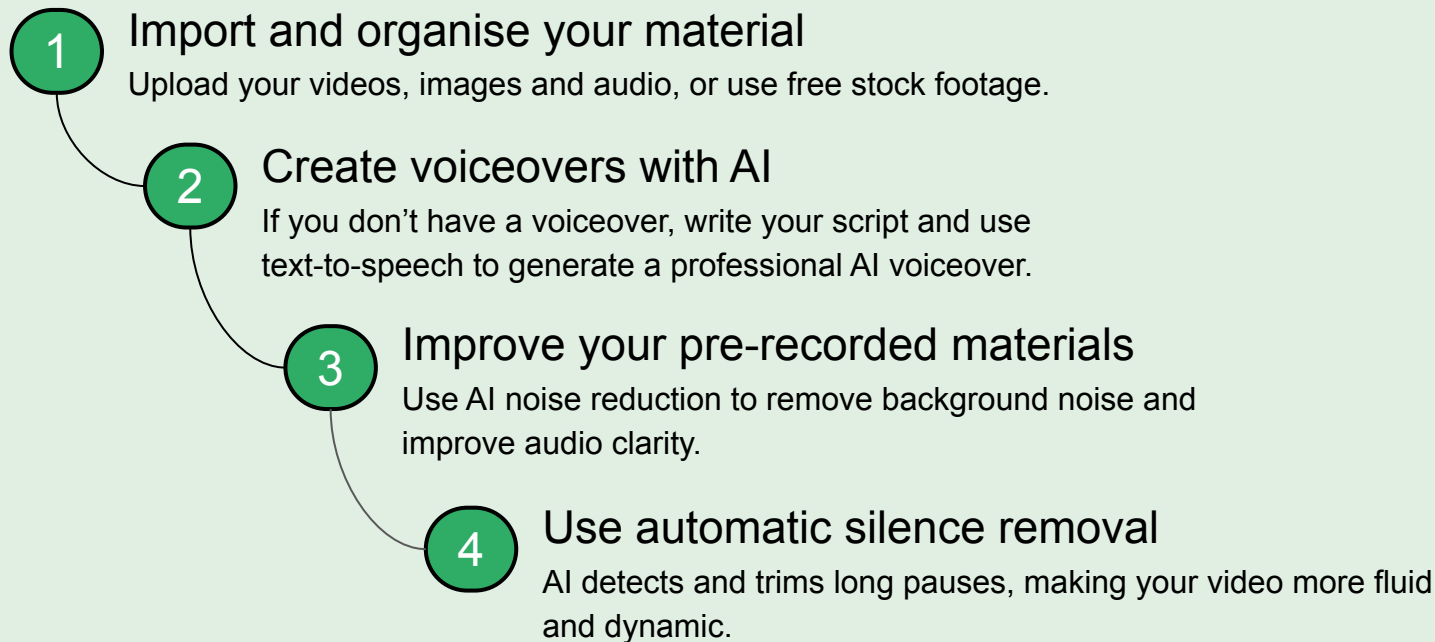 1
Import and organise your material
Upload your videos, images and audio, or use free stock footage.
2
Create voiceovers with AI
If you don’t have a voiceover, write your script and use
text-to-speech to generate a professional AI voiceover.
3
Improve your pre-recorded materials
Use AI noise reduction to remove background noise and
improve audio clarity.
4
Use automatic silence removal
AI detects and trims long pauses, making your video more fluid
and dynamic.